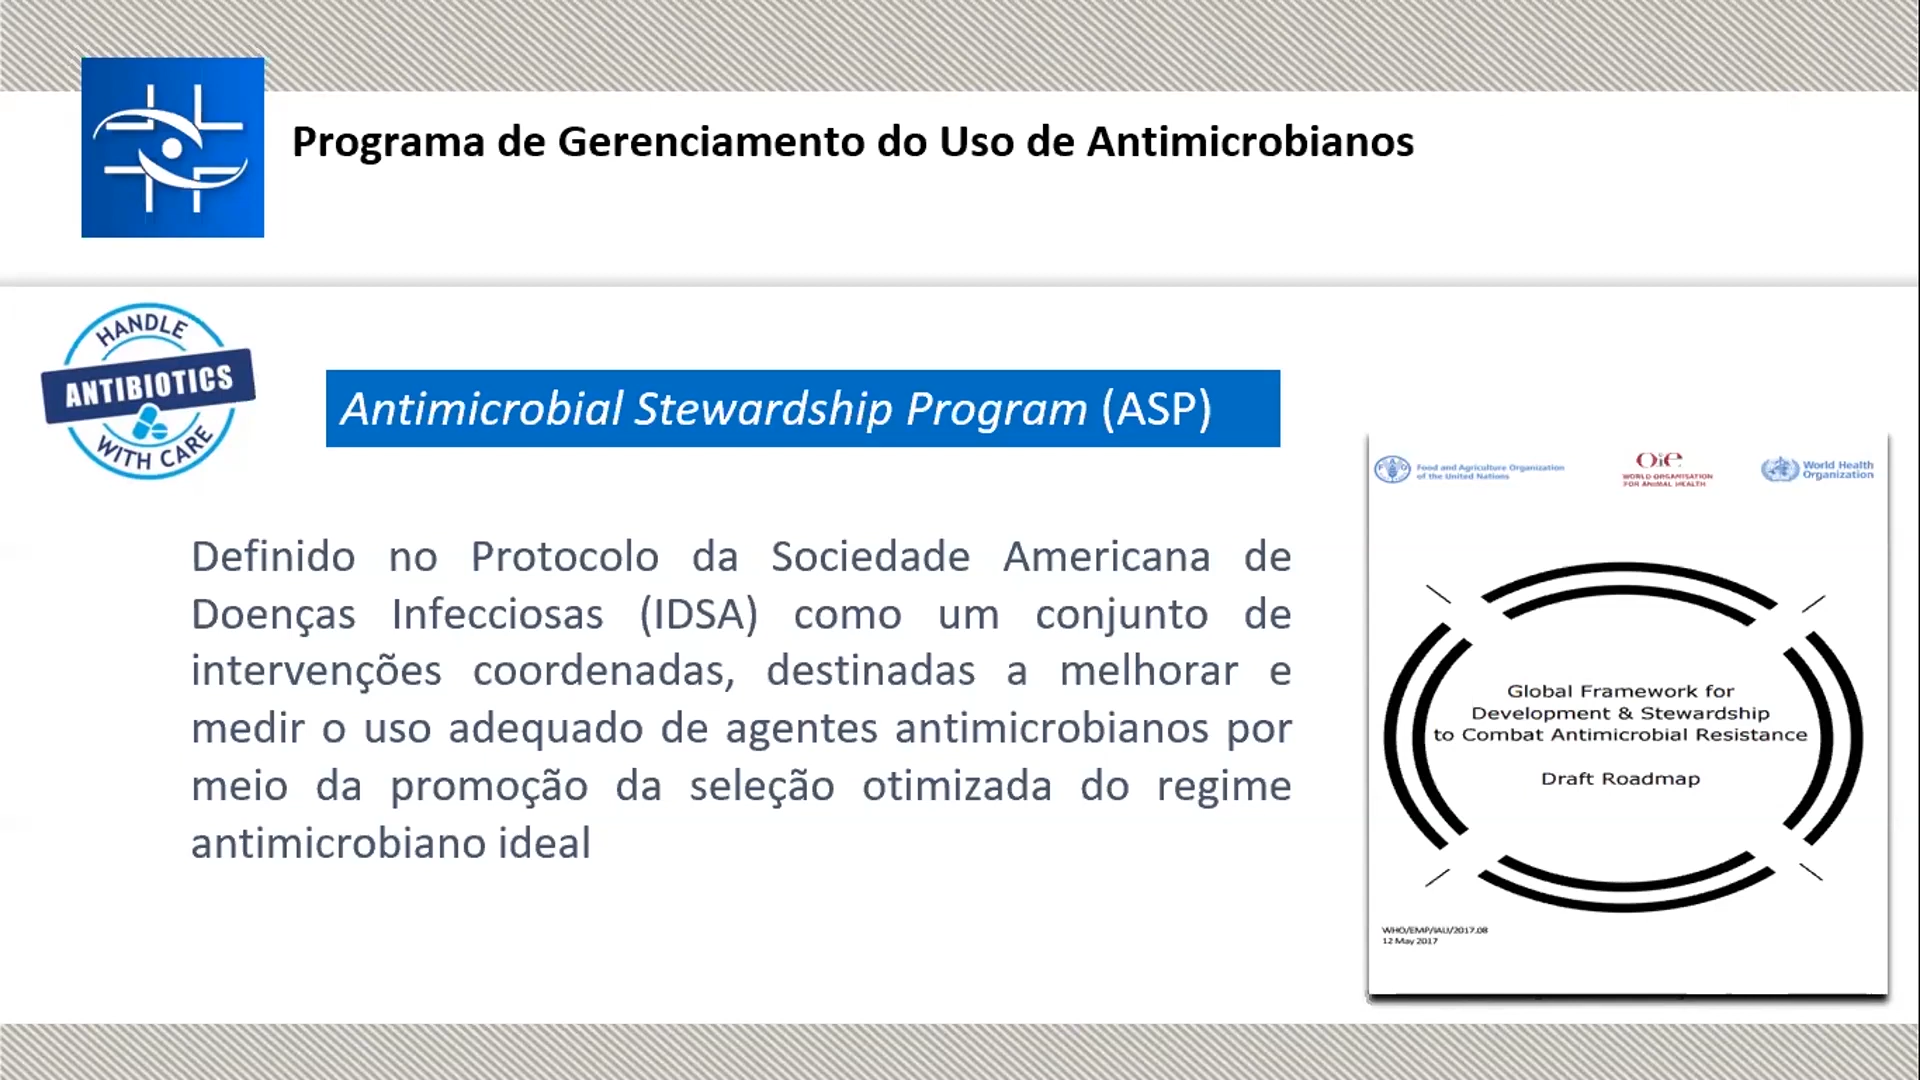 Programa de Gerenciamento do Uso de Antimicrobianos
HANDLE
ANTIBIOTICS
WITH CARE
Antimicrobial Stewardship Program (ASP)
Definido no Protocolo da Sociedade Americana de
Doenças Infecciosas (IDSA) como um conjunto de
intervenções coordenadas, destinadas a melhorar e
medir o uso adequado de agentes antimicrobianos por
meio da promoção da seleção otimizada do regime
antimicrobiano ideal
FAO
Food and Agriculture Organization
of the United Nations
Oie
WORLD ORGANISATION
FOR ANIMAL HEALTH
World Health
Organization
Global Framework for
Development & Stewardship
to Combat Antimicrobial Resistance
Draft Roadmap
WHO/EMP/IAU/2017.08
12 May 2017